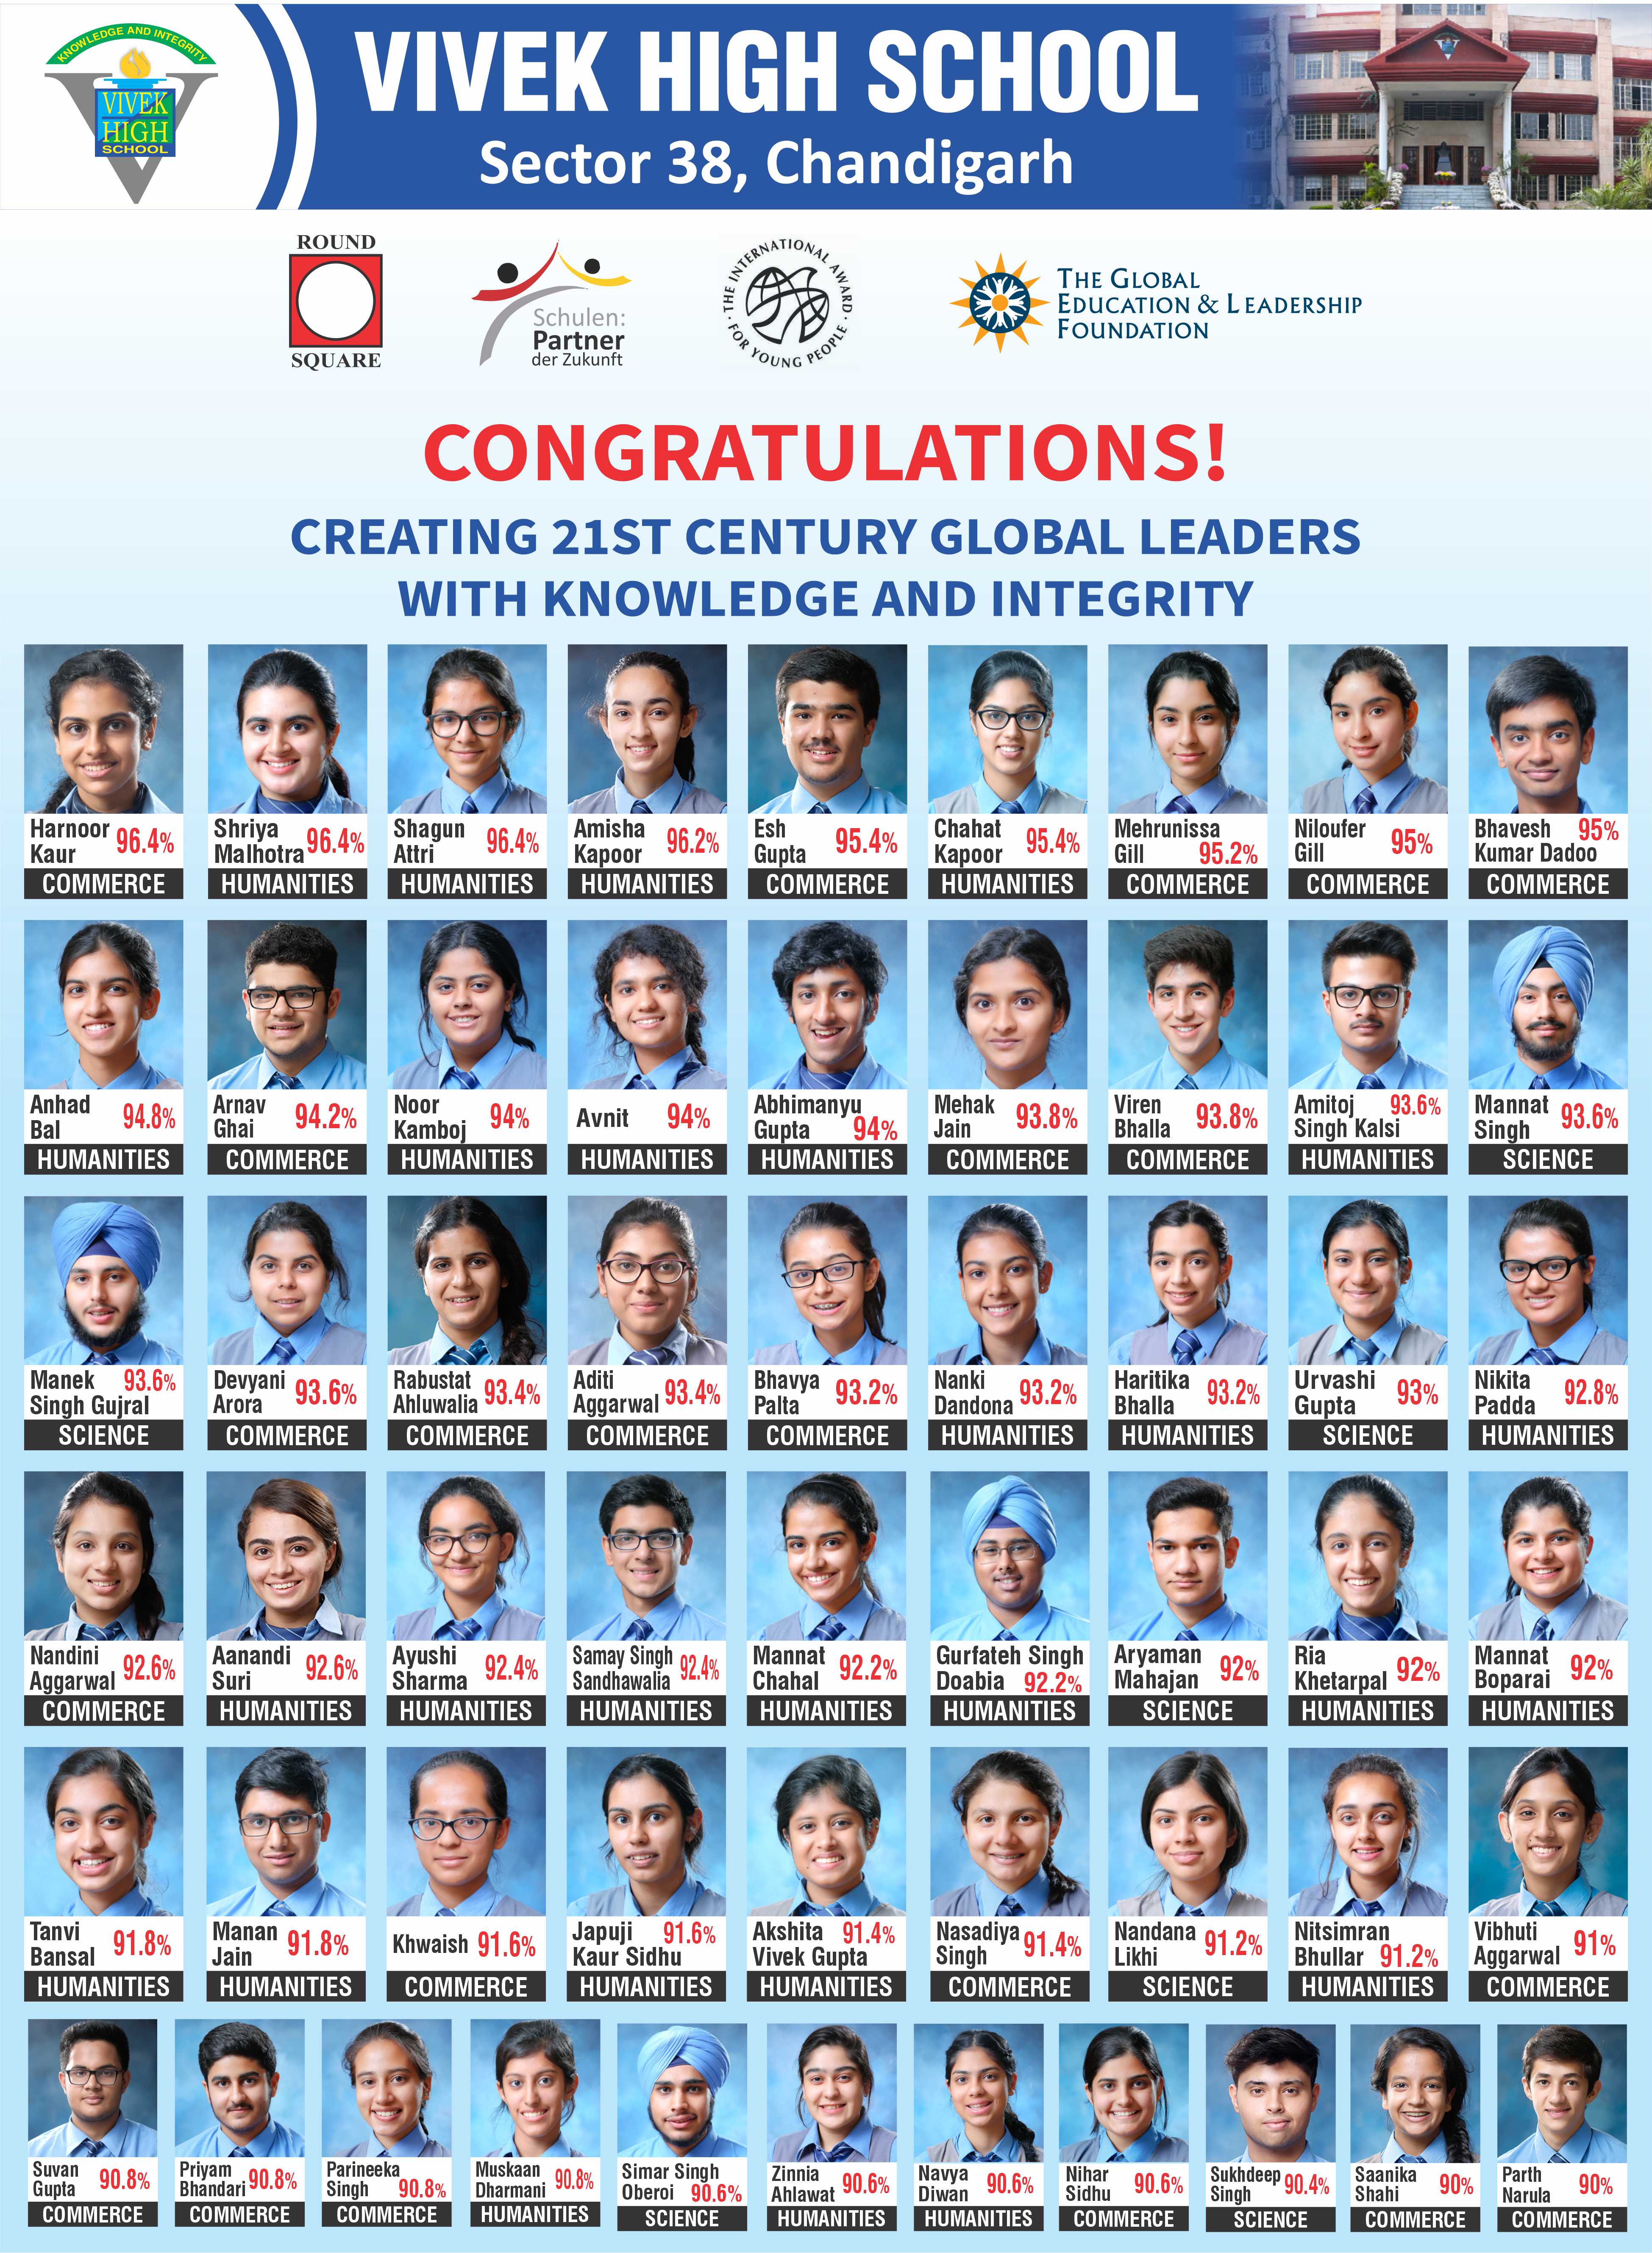 KNOWLEDGE AND INTEGRITY
VIVEK
HIGH
SCHOOL
VIVEK HIGH SCHOOL
Sector 38, Chandigarh
ROUND
SQUARE
Schulen:
Partner
der Zukunft
THE INTERNATIONAL AWARD
· FOR YOUNG PEOPLE ·
THE GLOBAL
EDUCATION & LEADERSHIP
FOUNDATION
CONGRATULATIONS!
CREATING 21ST CENTURY GLOBAL LEADERS
WITH KNOWLEDGE AND INTEGRITY
Harnoor
Kaur 96.4%
COMMERCE
Shriya
Malhotra 96.4%
HUMANITIES
Shagun
Attri 96.4%
HUMANITIES
Amisha
Kapoor 96.2%
HUMANITIES
Esh
Gupta 95.4%
COMMERCE
Chahat
Kapoor 95.4%
HUMANITIES
Mehrunissa
Gill 95.2%
COMMERCE
Niloufer
Gill 95%
COMMERCE
Bhavesh 95%
Kumar Dadoo
COMMERCE
Anhad
Bal 94.8%
HUMANITIES
Arnav
Ghai 94.2%
COMMERCE
Noor
Kamboj 94%
HUMANITIES
Avnit 94%
HUMANITIES
Abhimanyu
Gupta 94%
HUMANITIES
Mehak
Jain 93.8%
COMMERCE
Viren
Bhalla 93.8%
COMMERCE
Amitoj 93.6%
Singh Kalsi
HUMANITIES
Mannat
Singh 93.6%
SCIENCE
Manek 93.6%
Singh Gujral
SCIENCE
Devyani
Arora 93.6%
COMMERCE
Rabustat
Ahluwalia 93.4%
COMMERCE
Aditi
Aggarwal 93.4%
COMMERCE
Bhavya
Palta 93.2%
COMMERCE
Nanki
Dandona 93.2%
HUMANITIES
Haritika
Bhalla 93.2%
HUMANITIES
Urvashi
Gupta 93%
SCIENCE
Nikita
Padda 92.8%
HUMANITIES
Nandini
Aggarwal 92.6%
COMMERCE
Aanandi
Suri 92.6%
HUMANITIES
Ayushi
Sharma 92.4%
HUMANITIES
Samay Singh
Sandhawalia 92.4%
HUMANITIES
Mannat
Chahal 92.2%
HUMANITIES
Gurfateh Singh
Doabia 92.2%
HUMANITIES
Aryaman
Mahajan 92%
SCIENCE
Ria
Khetarpal 92%
HUMANITIES
Mannat
Boparai 92%
HUMANITIES
Tanvi
Bansal 91.8%
HUMANITIES
Manan
Jain 91.8%
HUMANITIES
Khwaish 91.6%
COMMERCE
Japuji 91.6%
Kaur Sidhu
HUMANITIES
Akshita 91.4%
Vivek Gupta
HUMANITIES
Nasadiya
Singh 91.4%
COMMERCE
Nandana
Likhi 91.2%
SCIENCE
Nitsimran
Bhullar 91.2%
HUMANITIES
Vibhuti
Aggarwal 91%
COMMERCE
Suvan
Gupta 90.8%
COMMERCE
Priyam
Bhandari 90.8%
COMMERCE
Parineeka
Singh 90.8%
COMMERCE
Muskaan
Dharmani 90.8%
HUMANITIES
Simar Singh
Oberoi 90.6%
SCIENCE
Zinnia
Ahlawat 90.6%
HUMANITIES
Navya
Diwan 90.6%
HUMANITIES
Nihar
Sidhu 90.6%
COMMERCE
Sukhdeep
Singh 90.4%
SCIENCE
Saanika
Shahi 90%
COMMERCE
Parth
Narula 90%
COMMERCE